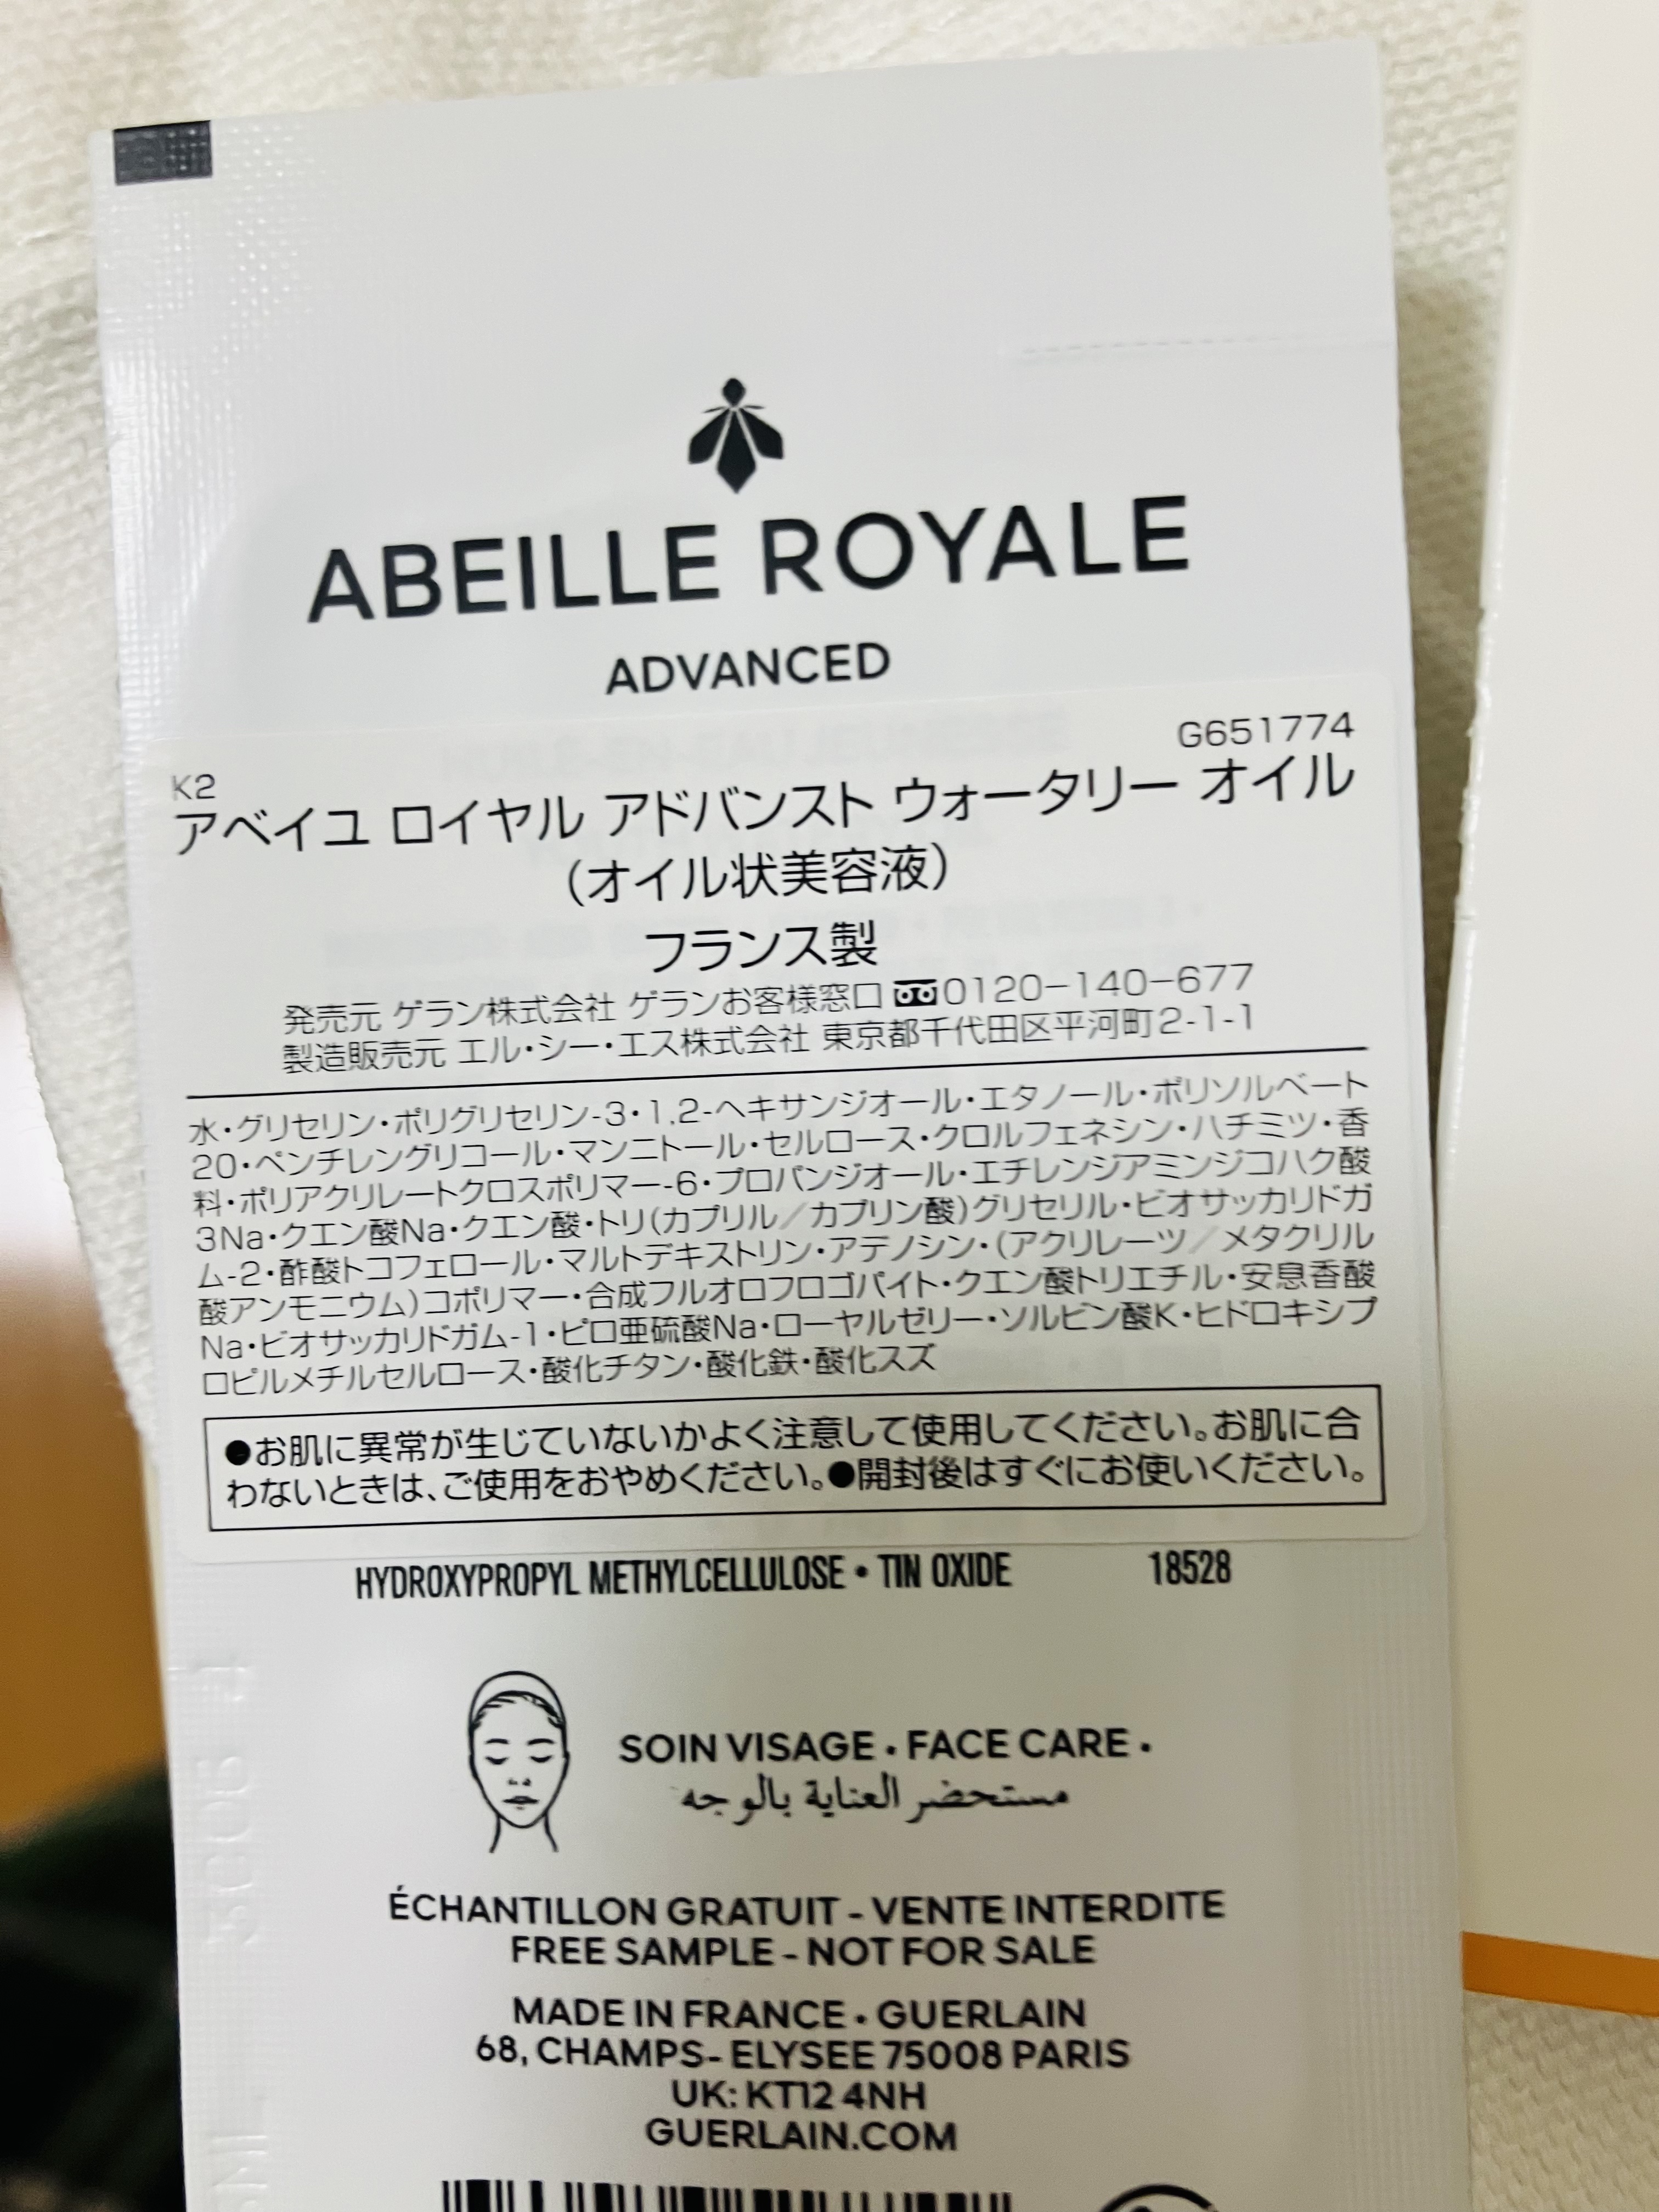 ABEILLE ROYALE
ADVANCED
K2
G651774
アベイユ ロイヤル アドバンスト ウォータリー オイル
(オイル状美容液)
フランス製
発売元 ゲラン株式会社 ゲランお客様窓口 0120-140-677
製造販売元 エル・シー・エス株式会社 東京都千代田区平河町2-1-1
水・グリセリン・ポリグリセリン-3・1,2-ヘキサンジオール・エタノール・ポリソルベート
20・ペンチレングリコール・マンニトール・セルロース・クロルフェネシン・ハチミツ・香
料・ポリアクリレートクロスポリマー-6・プロパンジオール・エチレンジアミンジコハク酸
3Na・クエン酸Na・クエン酸・トリ(カプリル/カプリン酸)グリセリル・ビオサッカリドガ
ム-2・酢酸トコフェロール・マルトデキストリン・アデノシン・(アクリレーツ/メタクリル
酸アンモニウム)コポリマー・合成フルオロフロゴパイト・クエン酸トリエチル・安息香酸
Na・ビオサッカリドガム-1・ピロ亜硫酸Na・ローヤルゼリー・ソルビン酸K・ヒドロキシプ
ロピルメチルセルロース・酸化チタン・酸化鉄・酸化スズ
●お肌に異常が生じていないかよく注意して使用してください。お肌に合
わないときは、ご使用をおやめください。●開封後はすぐにお使いください。
HYDROXYPROPYL METHYLCELLULOSE • TIN OXIDE 18528
SOIN VISAGE • FACE CARE •
مستحضر العناية بالوجه
ÉCHANTILLON GRATUIT - VENTE INTERDITE
FREE SAMPLE - NOT FOR SALE
MADE IN FRANCE • GUERLAIN
68, CHAMPS- ELYSEE 75008 PARIS
UK: KT12 4NH
GUERLAIN.COM